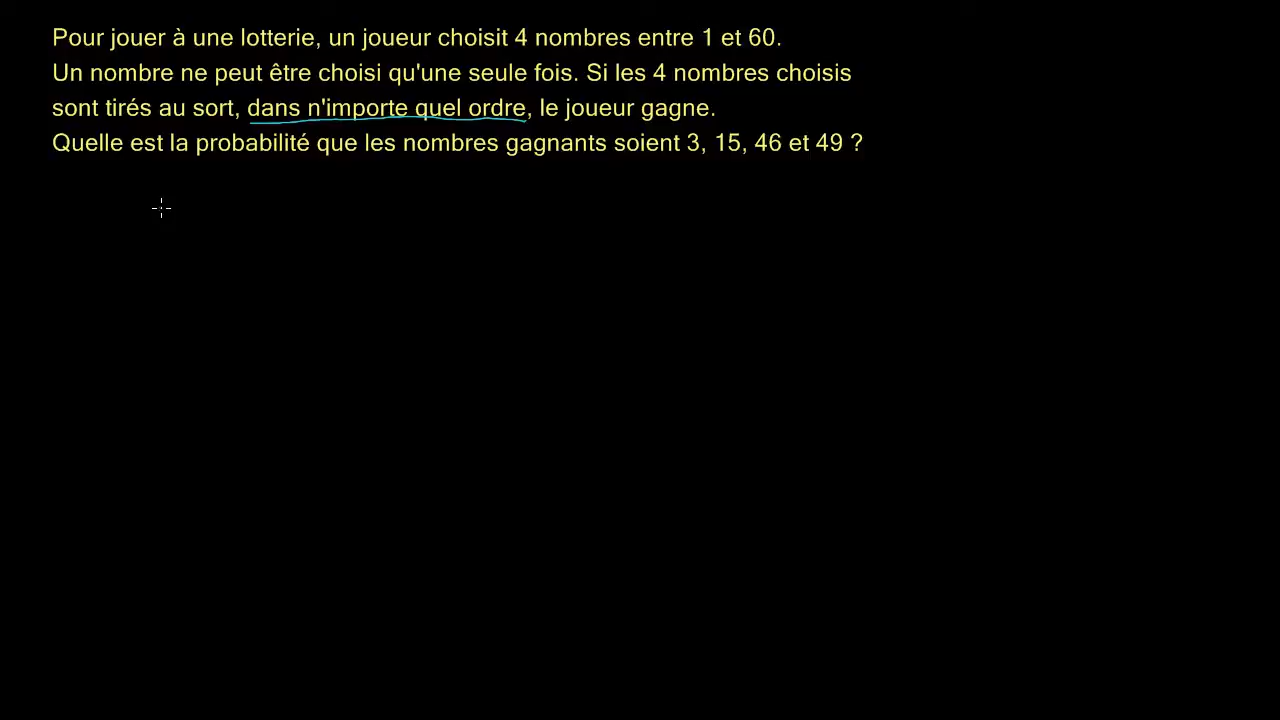 Pour jouer à une lotterie, un joueur choisit 4 nombres entre 1 et 60.
Un nombre ne peut être choisi qu'une seule fois. Si les 4 nombres choisis
sont tirés au sort, dans n'importe quel ordre, le joueur gagne.
Quelle est la probabilité que les nombres gagnants soient 3, 15, 46 et 49 ?